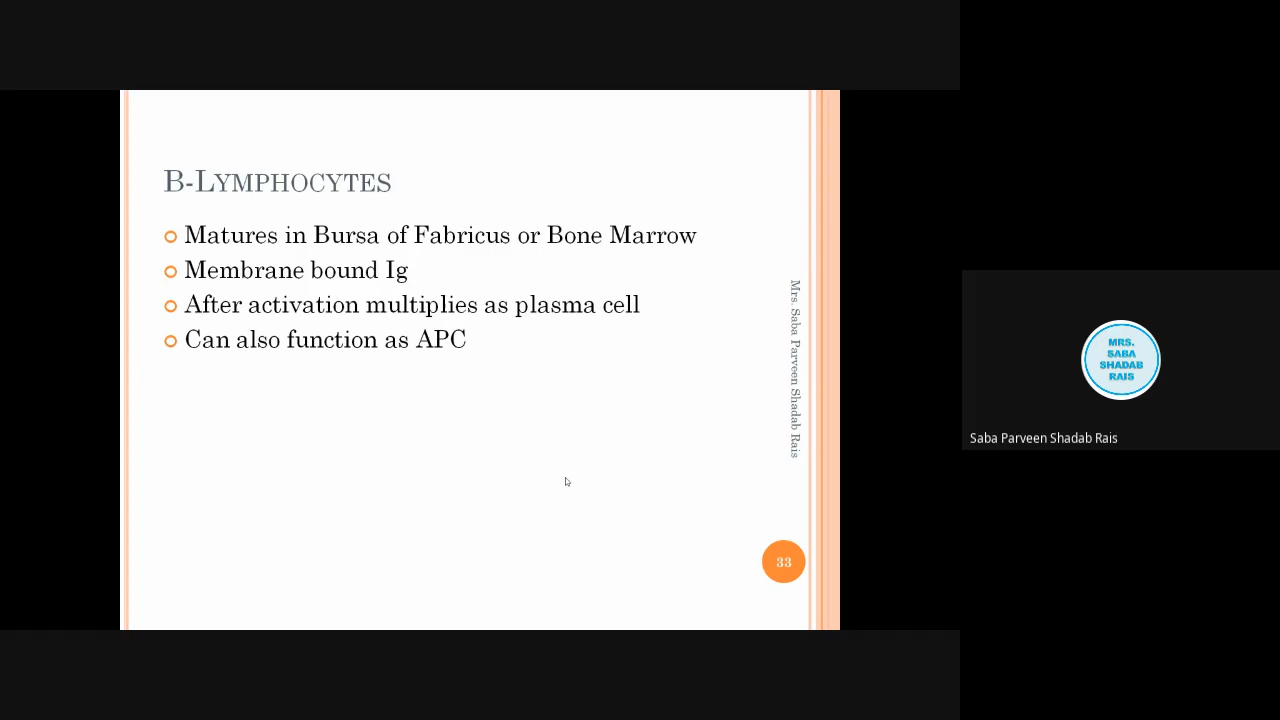 B-LYMPHOCYTES
Matures in Bursa of Fabricus or Bone Marrow
Membrane bound Ig
After activation multiplies as plasma cell
Can also function as APC
Mrs. Saba Parveen Shadab Rais
33
MRS.
SABA
SHADAB
RAIS
Saba Parveen Shadab Rais